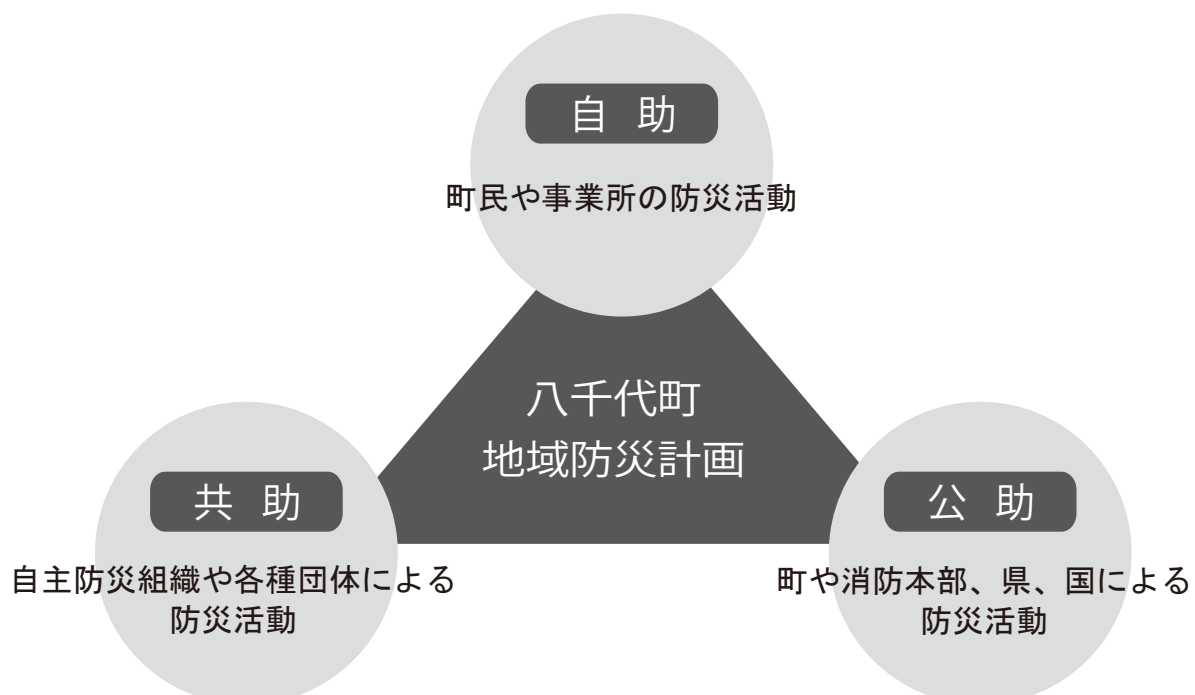 自助
町民や事業所の防災活動
八千代町
地域防災計画
共助
自主防災組織や各種団体による
防災活動
公助
町や消防本部、県、国による
防災活動